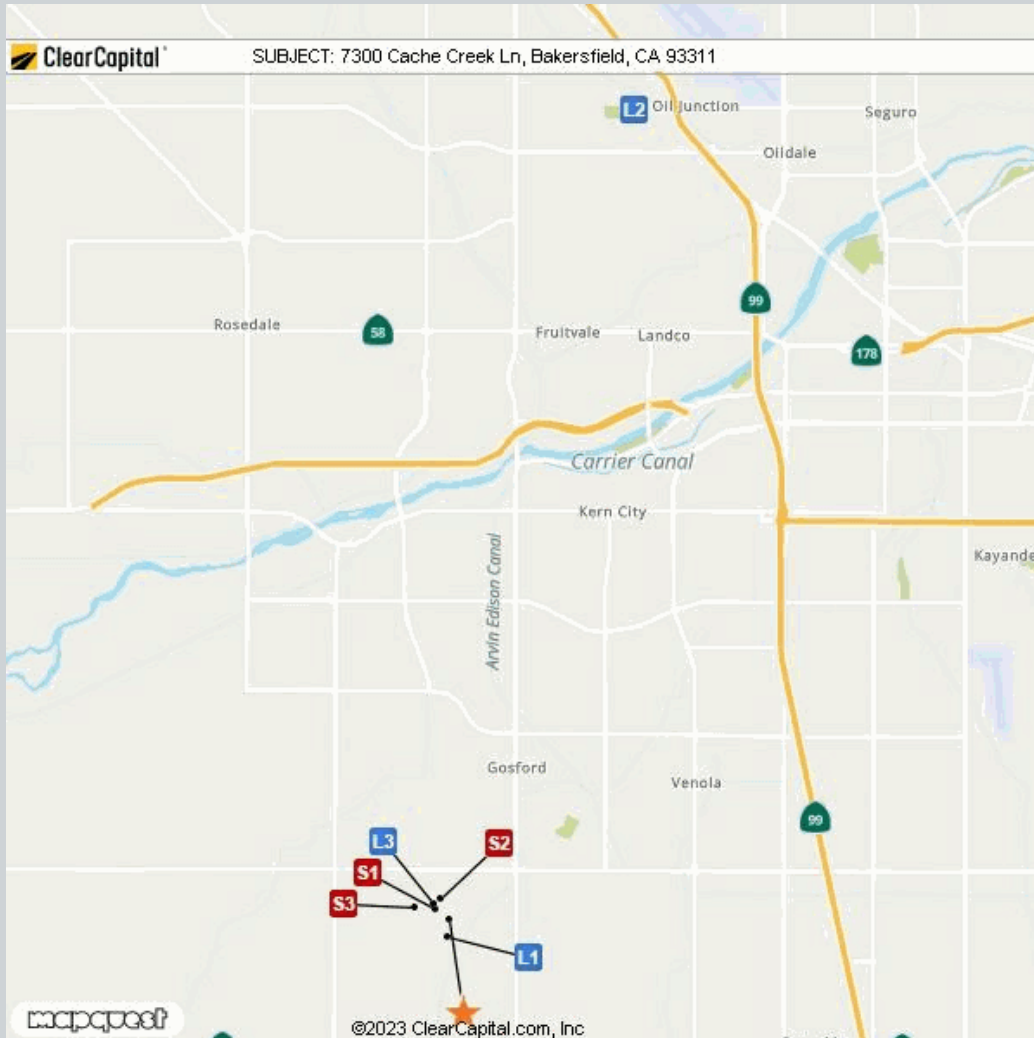 ClearCapital
SUBJECT: 7300 Cache Creek Ln, Bakersfield, CA 93311
L2
Oil Junction
Seguro
Oildale
99
Rosedale
58
Fruitvale
Landco
178
Carrier Canal
Kern City
Arvin Edison Canal
Kayande
Gosford
Venola
99
L3
S2
S1
S3
L1
mapquest
©2023 ClearCapital.com, Inc